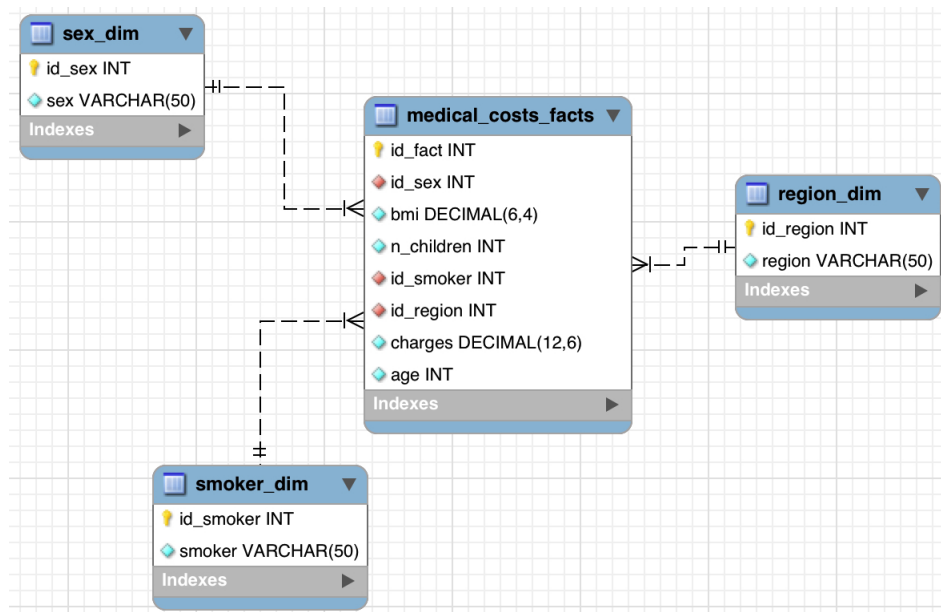 sex_dim
id_sex INT
sex VARCHAR(50)
Indexes
medical_costs_facts
id_fact INT
id_sex INT
bmi DECIMAL(6,4)
n_children INT
id_smoker INT
id_region INT
charges DECIMAL(12,6)
age INT
Indexes
region_dim
id_region INT
region VARCHAR(50)
Indexes
smoker_dim
id_smoker INT
smoker VARCHAR(50)
Indexes